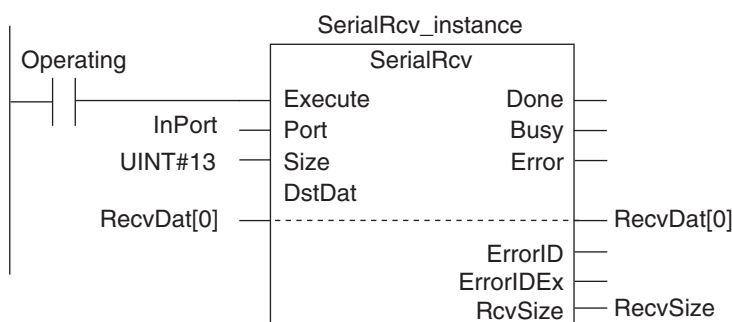 SerialRcv_instance
Operating
SerialRcv
Execute Done
InPort Port Busy
UINT#13 Size Error
DstDat
RecvDat[0] RecvDat[0]
ErrorID
ErrorIDEx
RcvSize RecvSize